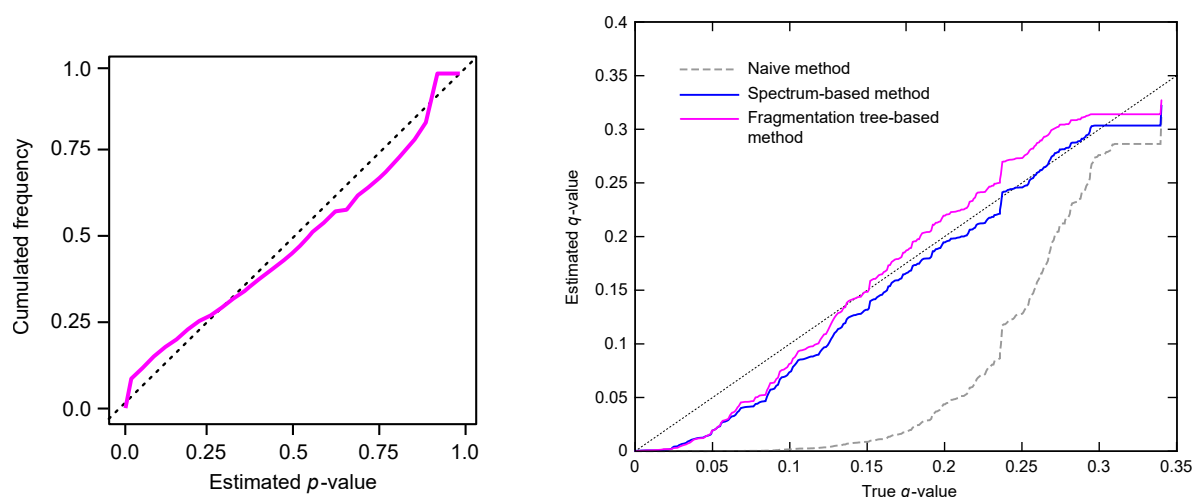 1.0
0.75
0.5
0.25
0.0
Cumulated frequency
0.0 0.25 0.5 0.75 1.0
Estimated p-value
0.4
0.35
0.3
0.25
0.2
0.15
0.1
0.05
0
Estimated q-value
Naive method
Spectrum-based method
Fragmentation tree-based
method
0 0.05 0.1 0.15 0.2 0.25 0.3 0.35
True q-value